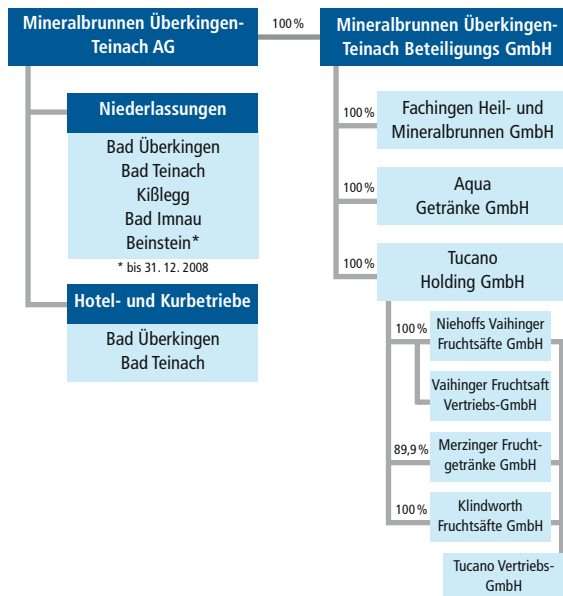 Mineralbrunnen Überkingen-
Teinach AG
100 %
Mineralbrunnen Überkingen-
Teinach Beteiligungs GmbH
Niederlassungen
Bad Überkingen
Bad Teinach
Kißlegg
Bad Imnau
Beinstein*
* bis 31. 12. 2008
Hotel- und Kurbetriebe
Bad Überkingen
Bad Teinach
100 %
Fachingen Heil- und
Mineralbrunnen GmbH
100 %
Aqua
Getränke GmbH
100 %
Tucano
Holding GmbH
100 %
Niehoffs Vaihinger
Fruchtsäfte GmbH
Vaihinger Fruchtsaft
Vertriebs-GmbH
89,9 %
Merzinger Frucht-
getränke GmbH
100 %
Klindworth
Fruchtsäfte GmbH
Tucano Vertriebs-
GmbH